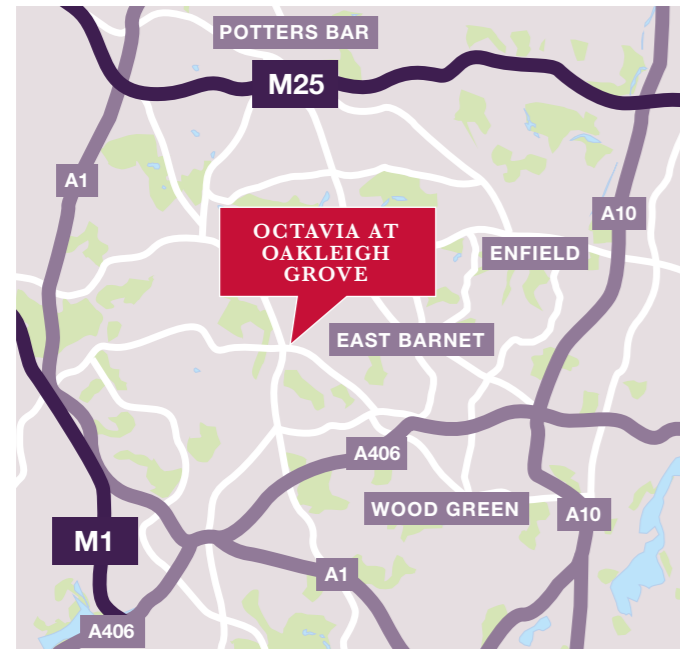 POTTERS BAR
M25
A1
A10
OCTAVIA AT
OAKLEIGH
GROVE
ENFIELD
EAST BARNET
A406
WOOD GREEN
A10
M1
A1
A406